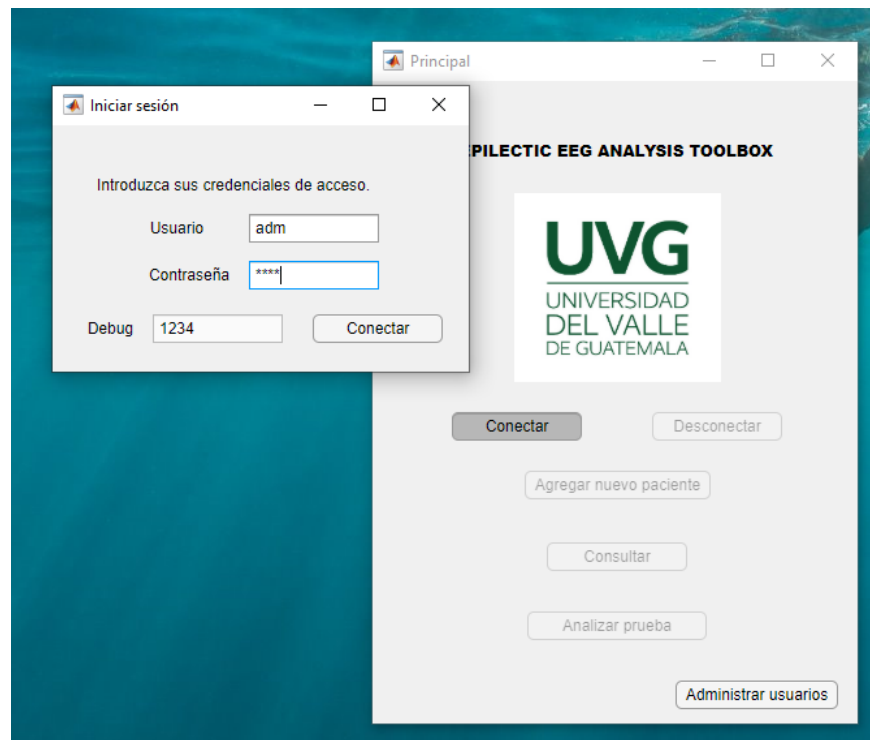 Principal
Iniciar sesión
PILECTIC EEG ANALYSIS TOOLBOX
Introduzca sus credenciales de acceso.
Usuario adm
Contraseña ****
Debug 1234 Conectar
UVG
UNIVERSIDAD
DEL VALLE
DE GUATEMALA
Conectar Desconectar
Agregar nuevo paciente
Consultar
Analizar prueba
Administrar usuarios